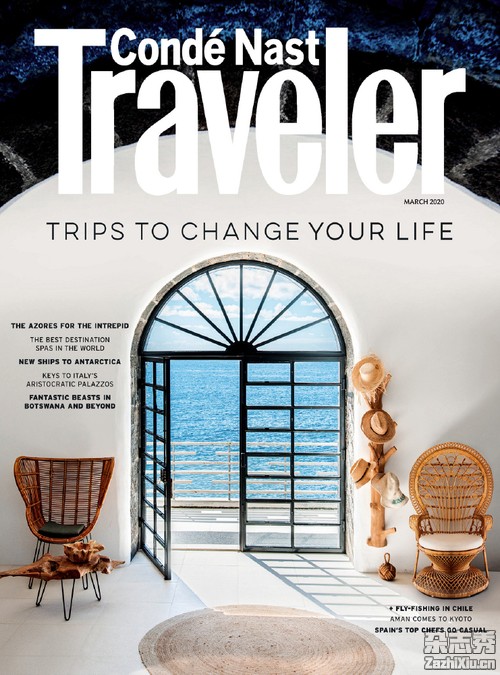 Condé Nast
Traveler
MARCH 2020
TRIPS TO CHANGE YOUR LIFE
THE AZORES FOR THE INTREPID
THE BEST DESTINATION
SPAS IN THE WORLD
NEW SHIPS TO ANTARCTICA
KEYS TO ITALY'S
ARISTOCRATIC PALAZZOS
FANTASTIC BEASTS IN
BOTSWANA AND BEYOND
+ FLY-FISHING IN CHILE
AMAN COMES TO KYOTO
SPAIN'S TOP CHEFS GO CASUAL
杂志秀
ZaZhiXiu.cn